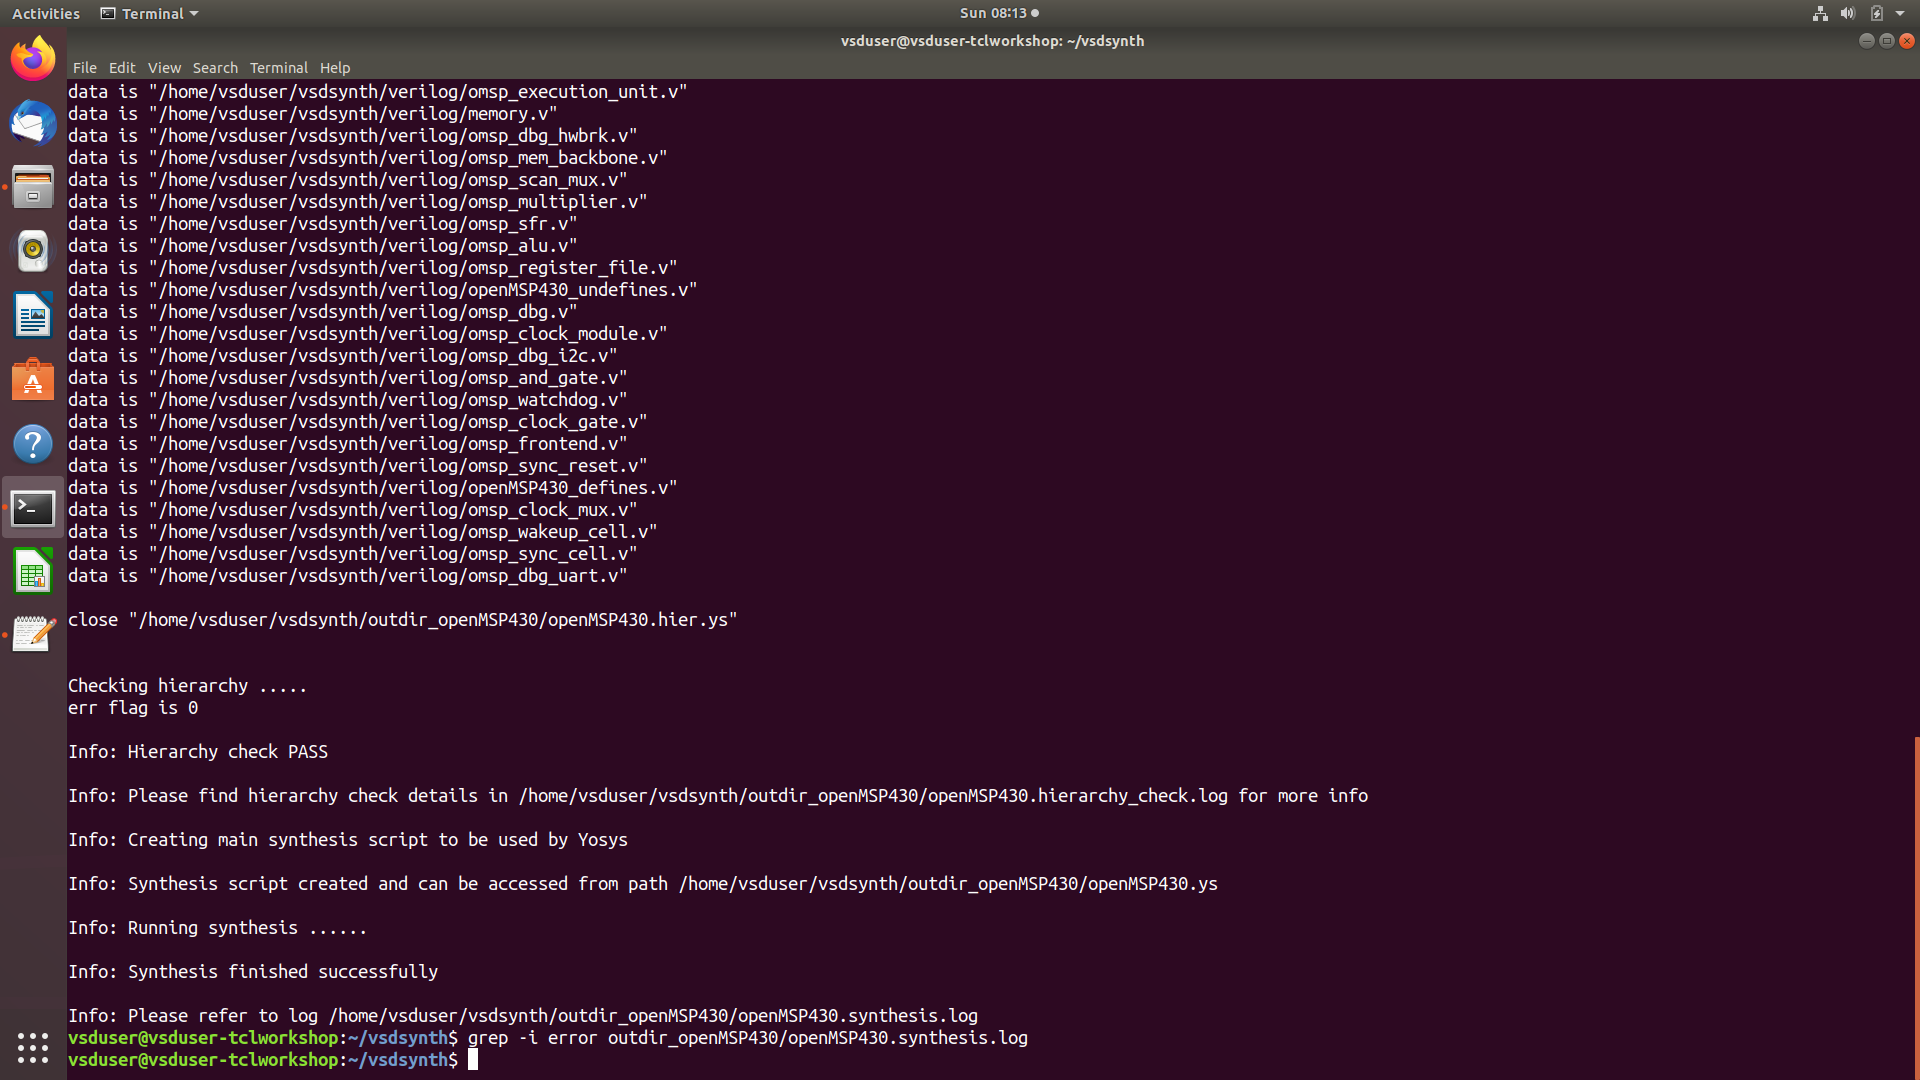 Activities Terminal Sun 08:13
vsduser@vsduser-tclworkshop: ~/vsdsynth
File Edit View Search Terminal Help
data is "/home/vsduser/vsdsynth/verilog/omsp_execution_unit.v"
data is "/home/vsduser/vsdsynth/verilog/memory.v"
data is "/home/vsduser/vsdsynth/verilog/omsp_dbg_hwbrk.v"
data is "/home/vsduser/vsdsynth/verilog/omsp_mem_backbone.v"
data is "/home/vsduser/vsdsynth/verilog/omsp_scan_mux.v"
data is "/home/vsduser/vsdsynth/verilog/omsp_multiplier.v"
data is "/home/vsduser/vsdsynth/verilog/omsp_sfr.v"
data is "/home/vsduser/vsdsynth/verilog/omsp_alu.v"
data is "/home/vsduser/vsdsynth/verilog/omsp_register_file.v"
data is "/home/vsduser/vsdsynth/verilog/openMSP430_undefines.v"
data is "/home/vsduser/vsdsynth/verilog/omsp_dbg.v"
data is "/home/vsduser/vsdsynth/verilog/omsp_clock_module.v"
data is "/home/vsduser/vsdsynth/verilog/omsp_dbg_i2c.v"
data is "/home/vsduser/vsdsynth/verilog/omsp_and_gate.v"
data is "/home/vsduser/vsdsynth/verilog/omsp_watchdog.v"
data is "/home/vsduser/vsdsynth/verilog/omsp_clock_gate.v"
data is "/home/vsduser/vsdsynth/verilog/omsp_frontend.v"
data is "/home/vsduser/vsdsynth/verilog/omsp_sync_reset.v"
data is "/home/vsduser/vsdsynth/verilog/openMSP430_defines.v"
data is "/home/vsduser/vsdsynth/verilog/omsp_clock_mux.v"
data is "/home/vsduser/vsdsynth/verilog/omsp_wakeup_cell.v"
data is "/home/vsduser/vsdsynth/verilog/omsp_sync_cell.v"
data is "/home/vsduser/vsdsynth/verilog/omsp_dbg_uart.v"
close "/home/vsduser/vsdsynth/outdir_openMSP430/openMSP430.hier.ys"
Checking hierarchy .....
err flag is 0
Info: Hierarchy check PASS
Info: Please find hierarchy check details in /home/vsduser/vsdsynth/outdir_openMSP430/openMSP430.hierarchy_check.log for more info
Info: Creating main synthesis script to be used by Yosys
Info: Synthesis script created and can be accessed from path /home/vsduser/vsdsynth/outdir_openMSP430/openMSP430.ys
Info: Running synthesis ......
Info: Synthesis finished successfully
Info: Please refer to log /home/vsduser/vsdsynth/outdir_openMSP430/openMSP430.synthesis.log
vsduser@vsduser-tclworkshop:~/vsdsynth$ grep -i error outdir_openMSP430/openMSP430.synthesis.log
vsduser@vsduser-tclworkshop:~/vsdsynth$